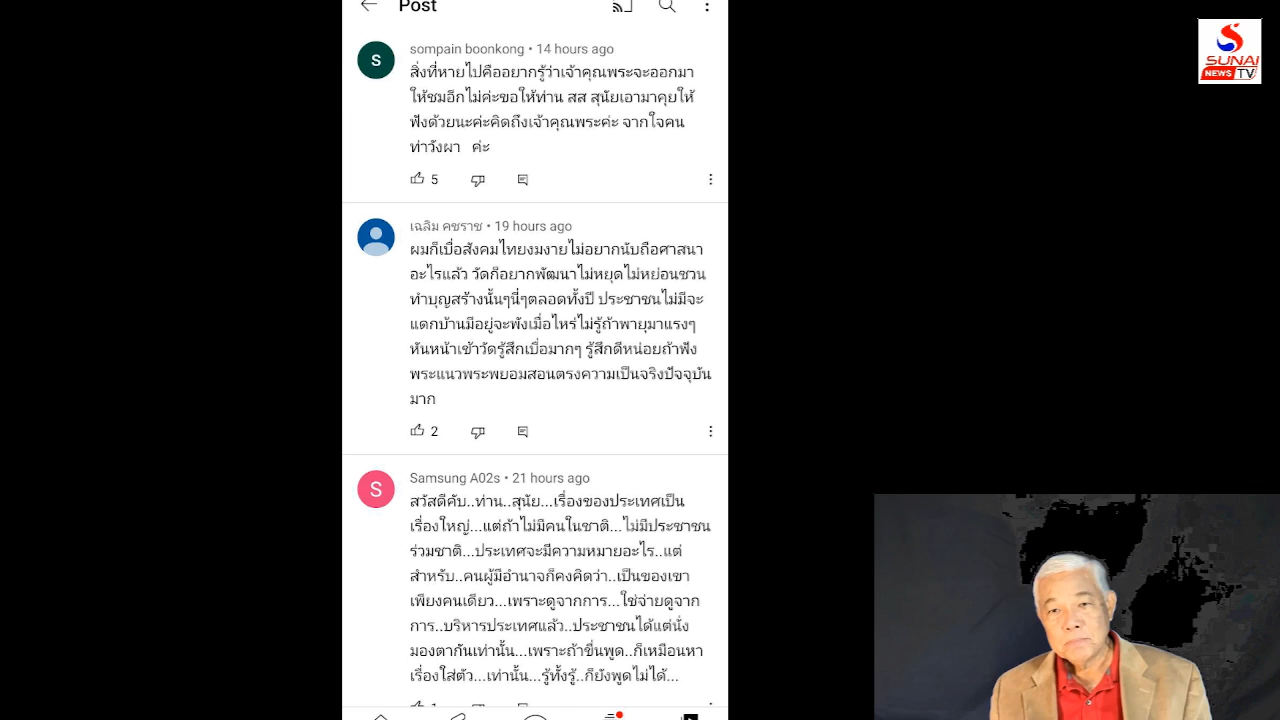 Post
SUNAI
NEWS TV
S
sompain boonkong • 14 hours ago
สิ่งที่หายไปคืออยากรู้ว่าเจ้าคุณพระจะออกมา
ให้ชมอีกไม่ค่ะขอให้ท่าน สส สุนัยเอามาคุยให้
ฟังด้วยนะค่ะคิดถึงเจ้าคุณพระค่ะ จากใจคน
ท่าวังผา ค่ะ
5
เฉลิม คชราช • 19 hours ago
ผมก็เบื่อสังคมไทยงมงายไม่อยากนับถือศาสนา
อะไรแล้ว วัดก็อยากพัฒนาไม่หยุดไม่หย่อนชวน
ทำบุญสร้างนั้นๆนี่ๆตลอดทั้งปี ประชาชนไม่มีจะ
แดกบ้านมีอยู่จะพังเมื่อไหร่ไม่รู้ถ้าพายุมาแรงๆ
หันหน้าเข้าวัดรู้สึกเบื่อมากๆ รู้สึกดีหน่อยถ้าฟัง
พระแนวพระพยอมสอนตรงความเป็นจริงปัจจุบัน
มาก
2
S
Samsung A02s • 21 hours ago
สวัสดีคับ..ท่าน..สุนัย...เรื่องของประเทศเป็น
เรื่องใหญ่...แต่ถ้าไม่มีคนในชาติ...ไม่มีประชาชน
ร่วมชาติ...ประเทศจะมีความหมายอะไร..แต่
สำหรับ..คนผู้มีอำนาจก็คงคิดว่า..เป็นของเขา
เพียงคนเดียว...เพราะดูจากการ...ใช่จ่ายดูจาก
การ..บริหารประเทศแล้ว..ประชาชนได้แต่นั่ง
มองตากันเท่านั้น...เพราะถ้าขื่นพูด..ก็เหมือนหา
เรื่องใส่ตัว...เท่านั้น...รู้ทั้งรู้..ก็ยังพูดไม่ได้...